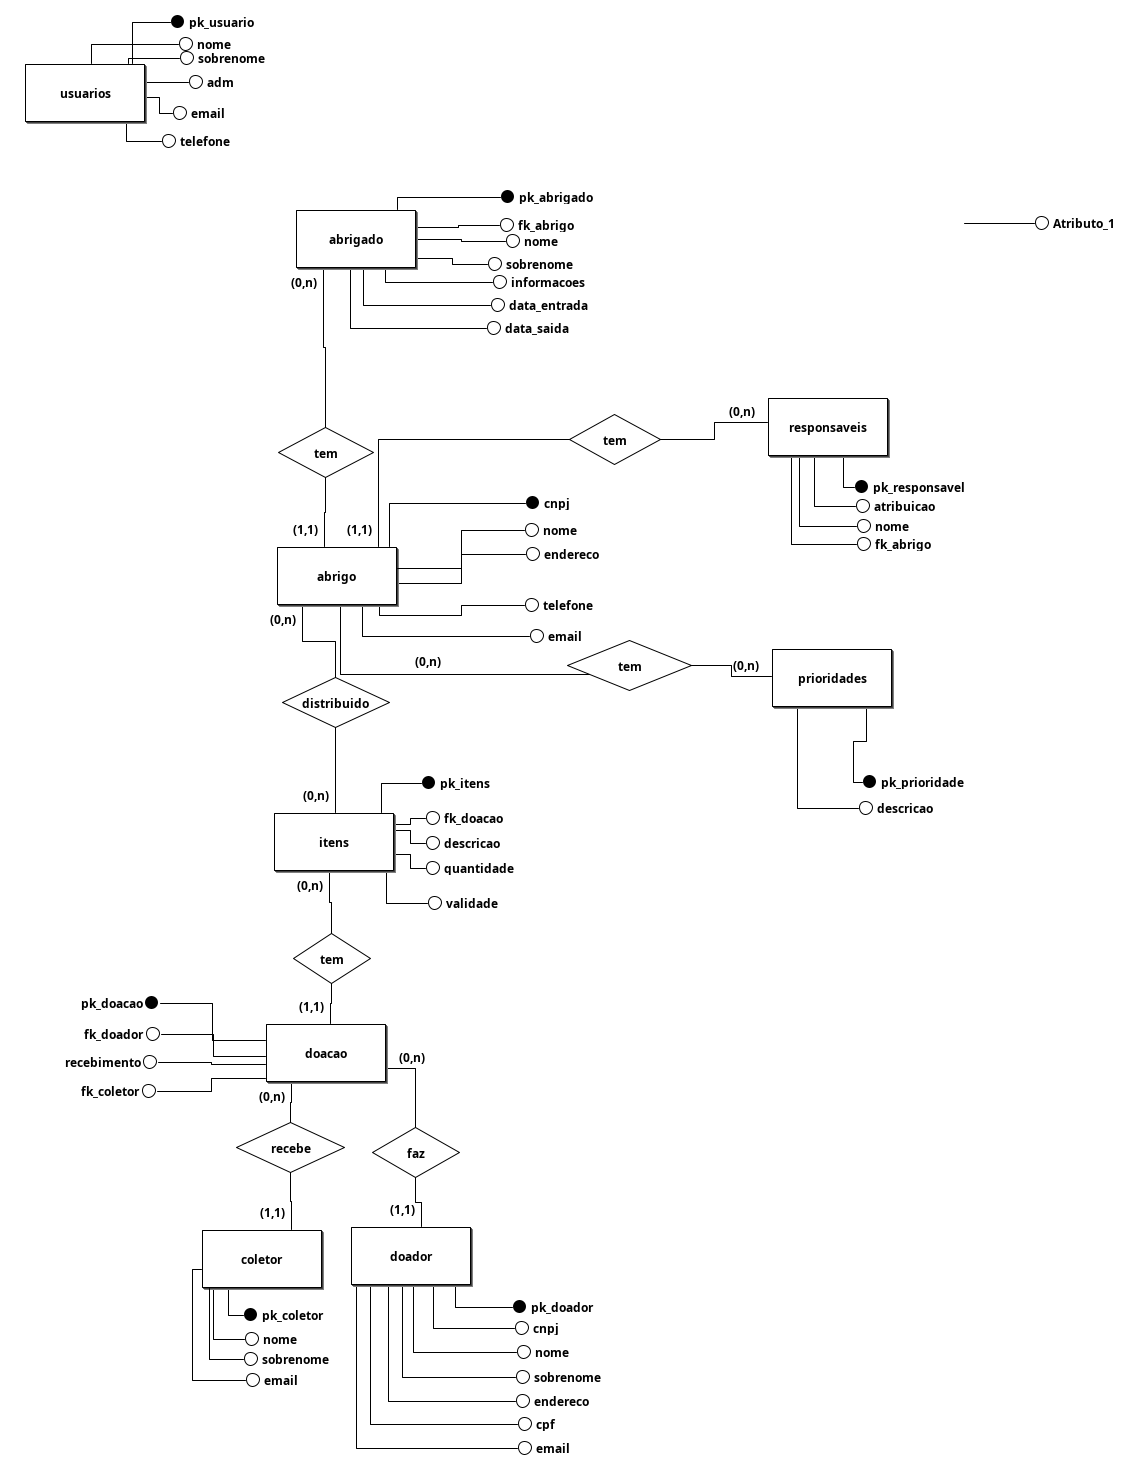 pk_usuario
nome
sobrenome
usuarios
adm
email
telefone
pk_abrigado
fk_abrigo
nome
abrigado
sobrenome
informacoes
(0,n)
data_entrada
data_saida
Atributo_1
tem
tem
(0,n)
responsaveis
pk_responsavel
atribuicao
nome
fk_abrigo
(1,1)
(1,1)
cnpj
nome
endereco
abrigo
telefone
email
(0,n)
(0,n)
tem
(0,n)
prioridades
pk_prioridade
descricao
distribuido
(0,n)
pk_itens
fk_doacao
descricao
itens
quantidade
validade
(0,n)
tem
(1,1)
pk_doacao
fk_doador
recebimento
fk_coletor
doacao
(0,n)
(0,n)
recebe
faz
(1,1)
(1,1)
coletor
doador
pk_coletor
nome
sobrenome
email
pk_doador
cnpj
nome
sobrenome
endereco
cpf
email